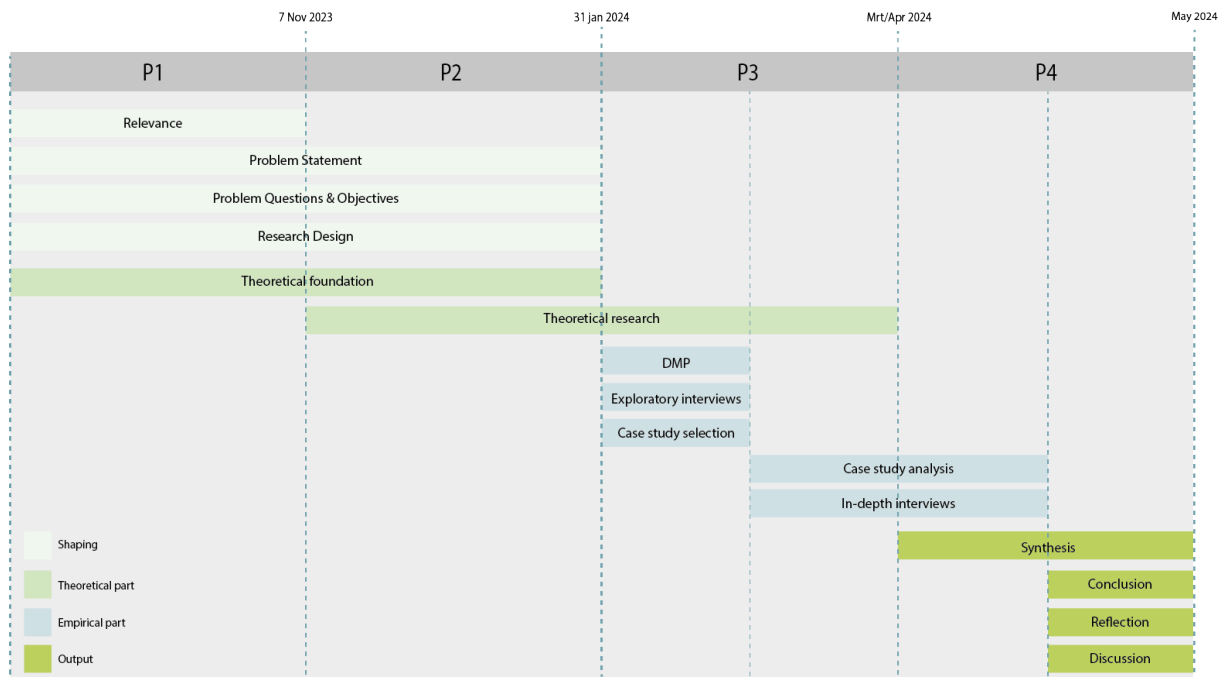 7 Nov 2023
31 jan 2024
Mrt/Apr 2024
May 2024
P1
P2
P3
P4
Relevance
Problem Statement
Problem Questions & Objectives
Research Design
Theoretical foundation
Theoretical research
DMP
Exploratory interviews
Case study selection
Case study analysis
In-depth interviews
Synthesis
Conclusion
Reflection
Discussion
Shaping
Theoretical part
Empirical part
Output